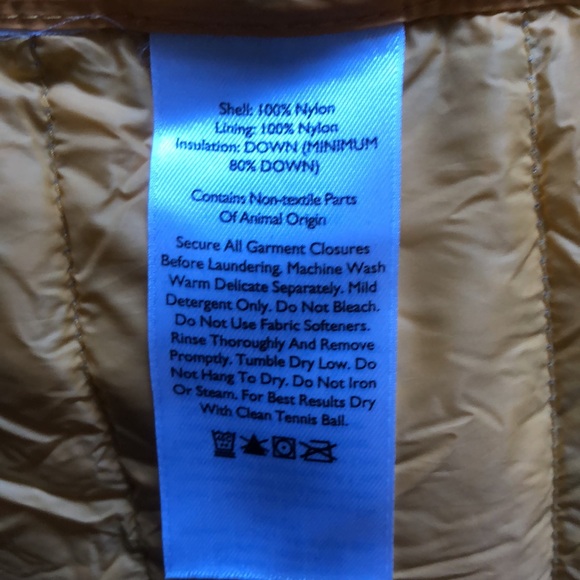 Shell: 100% Nylon
Lining: 100% Nylon
Insulation: DOWN (MINIMUM
80% DOWN)
Contains Non-textile Parts
Of Animal Origin
Secure All Garment Closures
Before Laundering. Machine Wash
Warm Delicate Separately. Mild
Detergent Only. Do Not Bleach.
Do Not Use Fabric Softeners.
Rinse Thoroughly And Remove
Promptly. Tumble Dry Low. Do
Not Hang To Dry. Do Not Iron
Or Steam. For Best Results Dry
With Clean Tennis Ball.